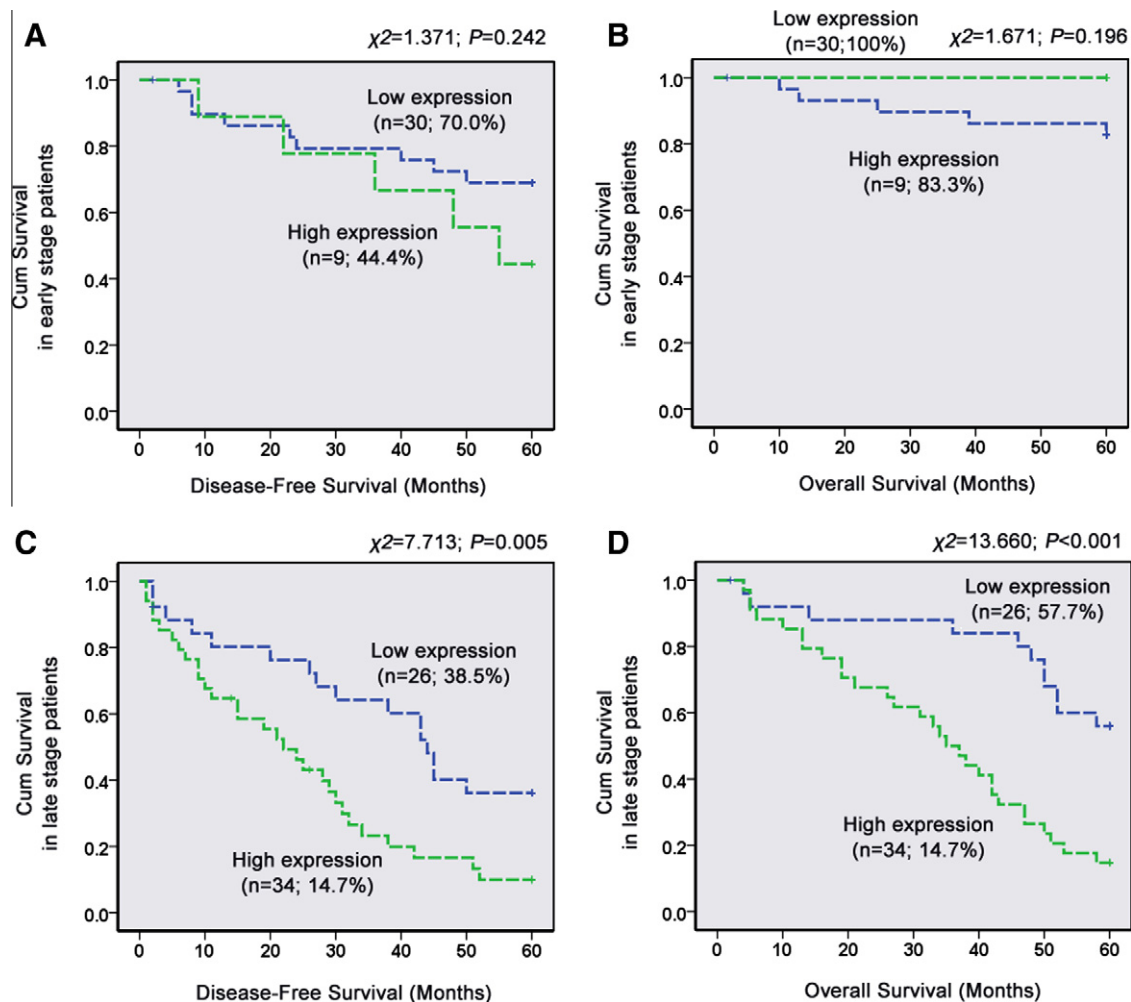 A
χ2=1.371; P=0.242
Low expression
(n=30; 70.0%)
High expression
(n=9; 44.4%)
Cum Survival
in early stage patients
1.0
0.8
0.6
0.4
0.2
0.0
0 10 20 30 40 50 60
Disease-Free Survival (Months)
B
Low expression
(n=30;100%)
χ2=1.671; P=0.196
High expression
(n=9; 83.3%)
Cum Survival
in early stage patients
1.0
0.8
0.6
0.4
0.2
0.0
0 10 20 30 40 50 60
Overall Survival (Months)
C
χ2=7.713; P=0.005
Low expression
(n=26; 38.5%)
High expression
(n=34; 14.7%)
Cum Survival
in late stage patients
1.0
0.8
0.6
0.4
0.2
0.0
0 10 20 30 40 50 60
Disease-Free Survival (Months)
D
χ2=13.660; P<0.001
Low expression
(n=26; 57.7%)
High expression
(n=34; 14.7%)
Cum Survival
in late stage patients
1.0
0.8
0.6
0.4
0.2
0.0
0 10 20 30 40 50 60
Overall Survival (Months)